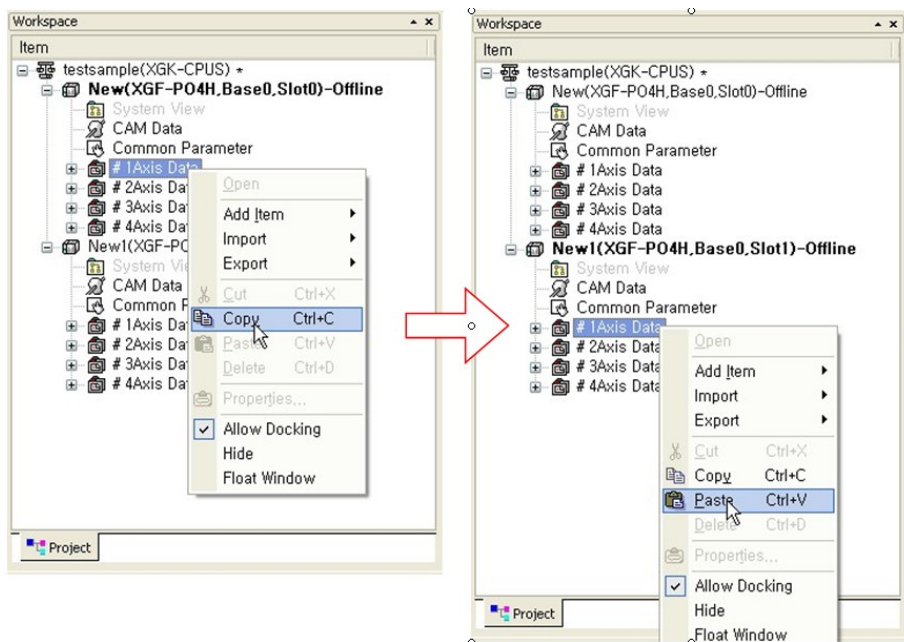 Workspace
Item
testsample(XGK-CPUS) *
New(XGF-PO4H,Base0,Slot0)-Offline
System View
CAM Data
Common Parameter
# 1Axis Data
# 2Axis Da
# 3Axis Da
# 4Axis Da
New1(XGF-PO
System Vie
CAM Data
Common P
# 1Axis Da
# 2Axis Da
# 3Axis Da
# 4Axis Da
Open
Add Item
Import
Export
Cut Ctrl+X
Copy Ctrl+C
Paste Ctrl+V
Delete Ctrl+D
Properties...
Allow Docking
Hide
Float Window
Project
Workspace
Item
testsample(XGK-CPUS) *
New(XGF-PO4H,Base0,Slot0)-Offline
System View
CAM Data
Common Parameter
# 1Axis Data
# 2Axis Data
# 3Axis Data
# 4Axis Data
New1(XGF-PO4H,Base0,Slot1)-Offline
System View
CAM Data
Common Parameter
# 1Axis Data
# 2Axis Data
# 3Axis Data
# 4Axis Data
Open
Add Item
Import
Export
Cut Ctrl+X
Copy Ctrl+C
Paste Ctrl+V
Delete Ctrl+D
Properties...
Allow Docking
Hide
Float Window
Project